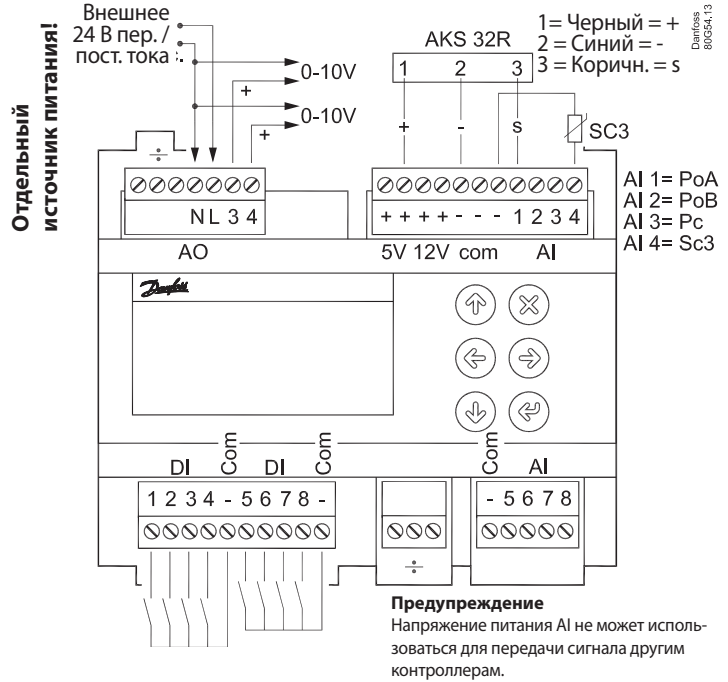 Внешнее
24 В пер. /
пост. тока :
Отдельный
источник питания!
0-10V
+
0-10V
+
AKS 32R
1 2 3
1= Черный = +
2 = Синий = -
3 = Коричн. = s
Danfoss
80G54.13
+ - s
SC3
÷
N L 3 4
AO
+ + + + - - - 1 2 3 4
5V 12V com AI
AI 1= PoA
AI 2= PoB
AI 3= Pc
AI 4= Sc3
Danfoss
DI Com DI Com
1 2 3 4 - 5 6 7 8 -
÷
Com AI
- 5 6 7 8
Предупреждение
Напряжение питания AI не может исполь-
зоваться для передачи сигнала другим
контроллерам.